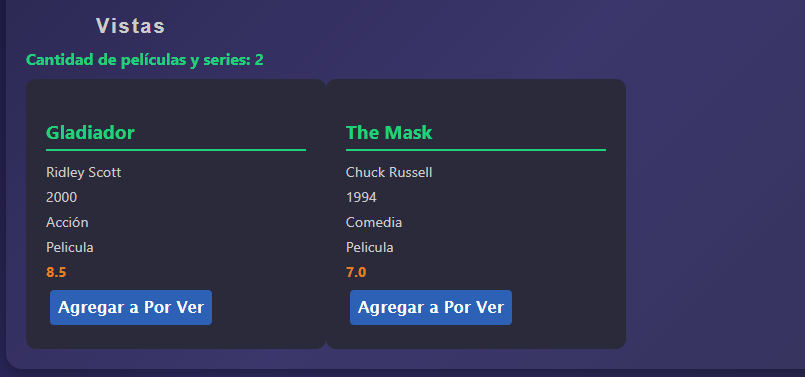 Vistas
Cantidad de películas y series: 2
Gladiador
Ridley Scott
2000
Acción
Pelicula
8.5
Agregar a Por Ver
The Mask
Chuck Russell
1994
Comedia
Pelicula
7.0
Agregar a Por Ver